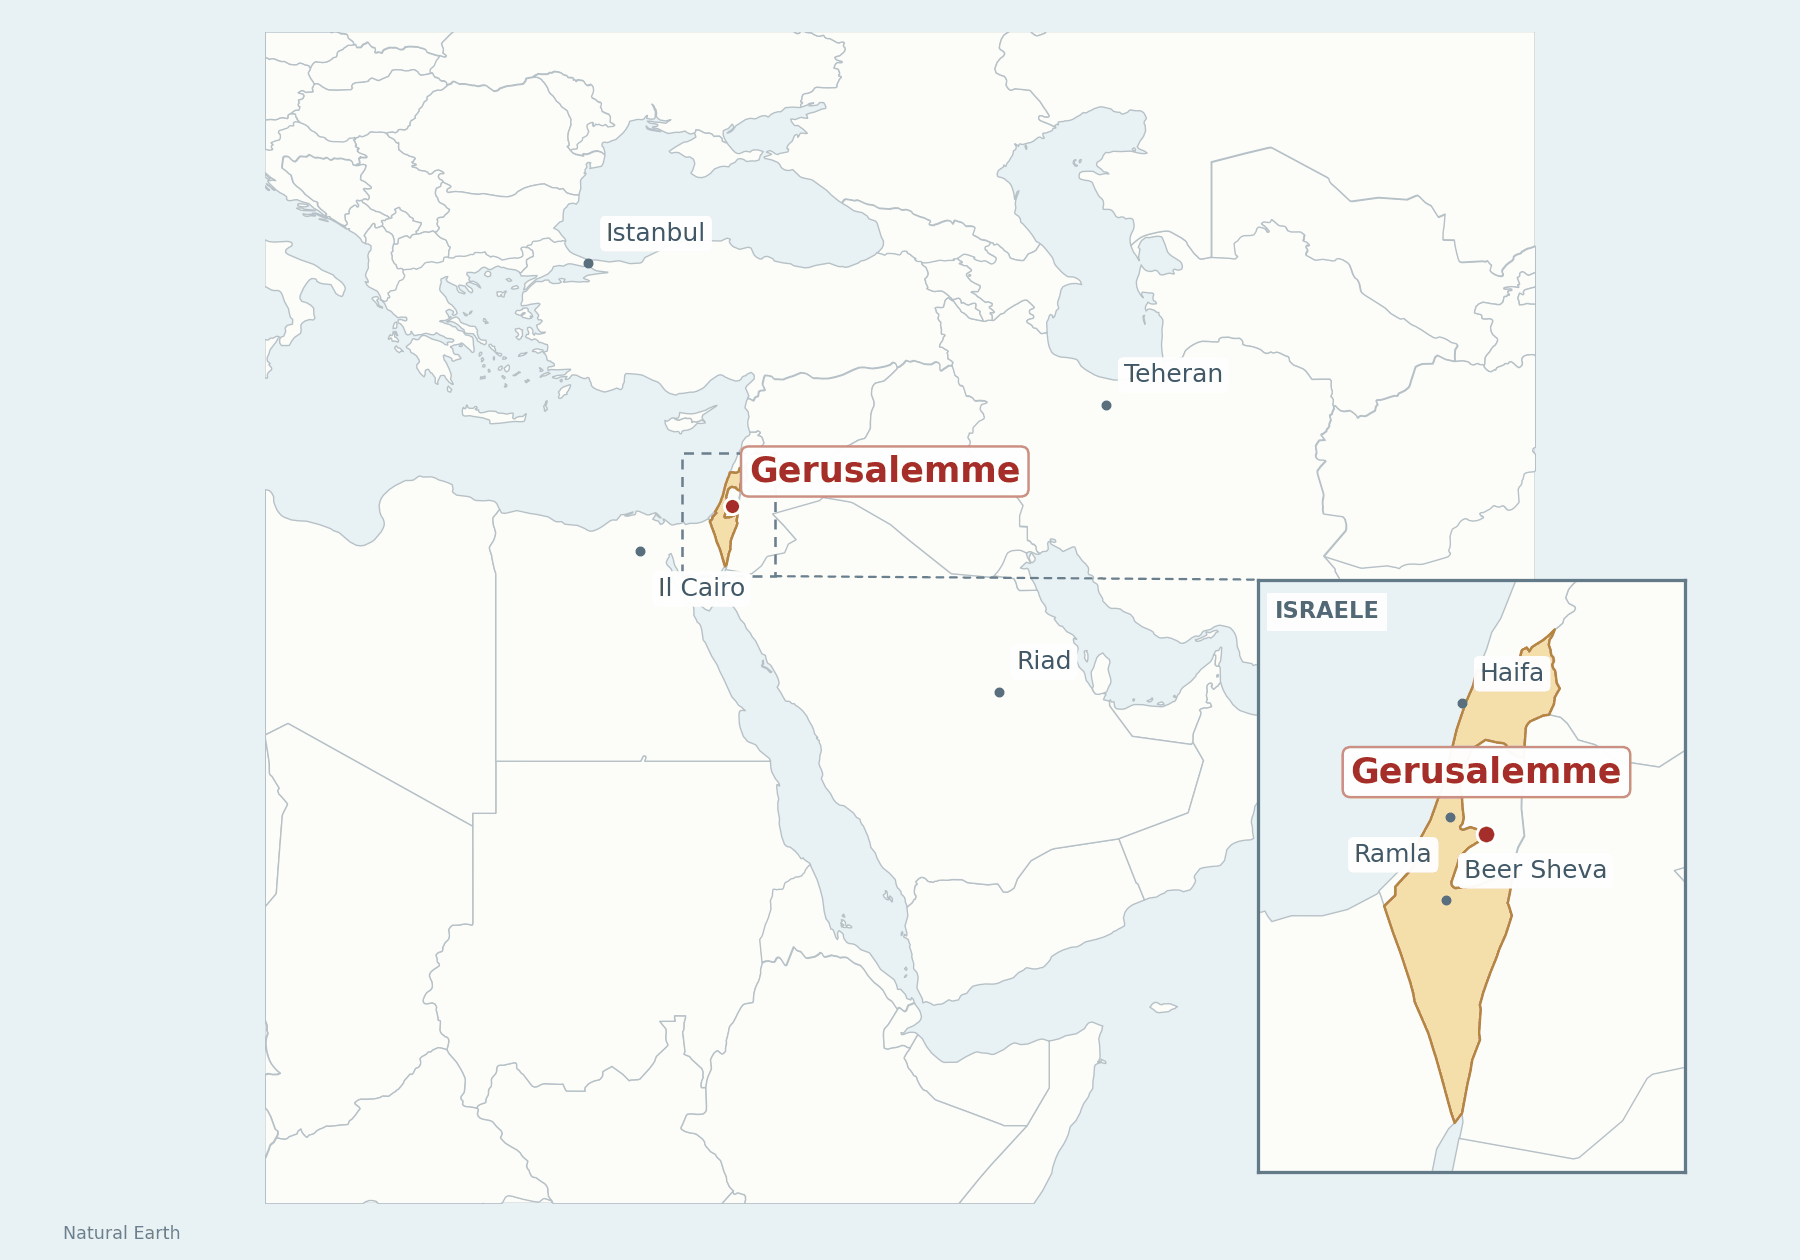 Istanbul
Teheran
Gerusalemme
Il Cairo
Riad
ISRAELE
Haifa
Gerusalemme
Ramla
Beer Sheva
Natural Earth